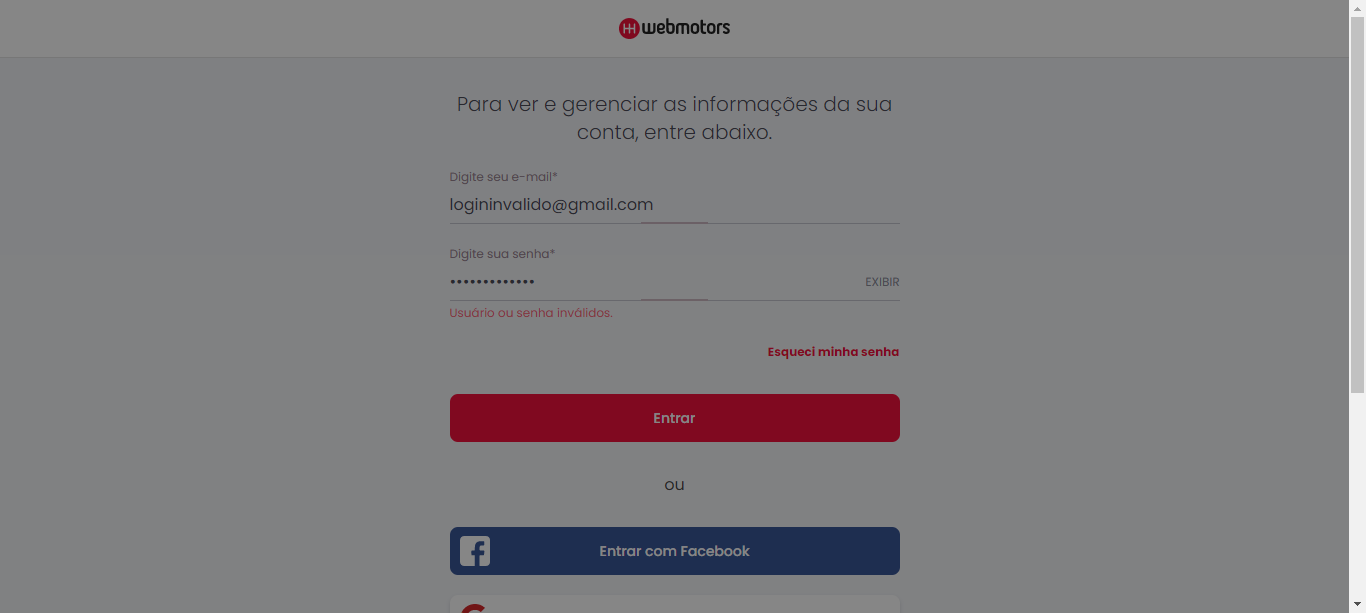 webmotors
Para ver e gerenciar as informações da sua
conta, entre abaixo.
Digite seu e-mail*
logininvalido@gmail.com
Digite sua senha*
•••••••••••••
EXIBIR
Usuário ou senha inválidos.
Esqueci minha senha
Entrar
ou
Entrar com Facebook